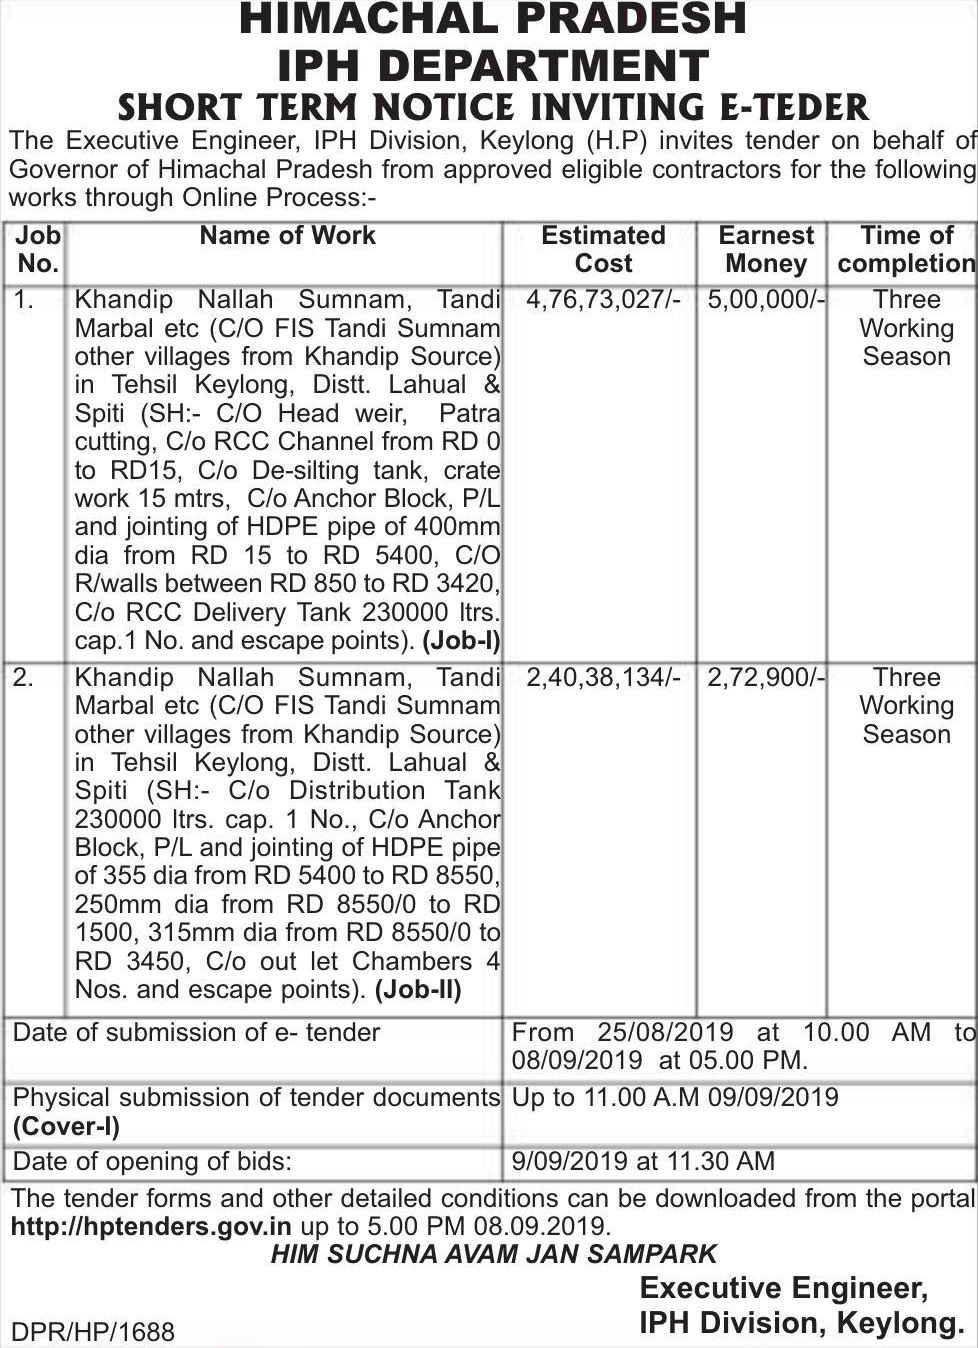 HIMACHAL PRADESH
IPH DEPARTMENT
SHORT TERM NOTICE INVITING E-TEDER
The Executive Engineer, IPH Division, Keylong (H.P) invites tender on behalf of
Governor of Himachal Pradesh from approved eligible contractors for the following
works through Online Process:-
Job No. Name of Work Estimated Cost Earnest Money Time of completion
1. Khandip Nallah Sumnam, Tandi 4,76,73,027/- 5,00,000/- Three
Marbal etc (C/O FIS Tandi Sumnam Working
other villages from Khandip Source) Season
in Tehsil Keylong, Distt. Lahual &
Spiti (SH:- C/O Head weir, Patra
cutting, C/o RCC Channel from RD 0
to RD15, C/o De-silting tank, crate
work 15 mtrs, C/o Anchor Block, P/L
and jointing of HDPE pipe of 400mm
dia from RD 15 to RD 5400, C/O
R/walls between RD 850 to RD 3420,
C/o RCC Delivery Tank 230000 ltrs.
cap.1 No. and escape points). (Job-I)
2. Khandip Nallah Sumnam, Tandi 2,40,38,134/- 2,72,900/- Three
Marbal etc (C/O FIS Tandi Sumnam Working
other villages from Khandip Source) Season
in Tehsil Keylong, Distt. Lahual &
Spiti (SH:- C/o Distribution Tank
230000 ltrs. cap. 1 No., C/o Anchor
Block, P/L and jointing of HDPE pipe
of 355 dia from RD 5400 to RD 8550,
250mm dia from RD 8550/0 to RD
1500, 315mm dia from RD 8550/0 to
RD 3450, C/o out let Chambers 4
Nos. and escape points). (Job-II)
Date of submission of e- tender From 25/08/2019 at 10.00 AM to
08/09/2019 at 05.00 PM.
Physical submission of tender documents Up to 11.00 A.M 09/09/2019
(Cover-I)
Date of opening of bids: 9/09/2019 at 11.30 AM
The tender forms and other detailed conditions can be downloaded from the portal
http://hptenders.gov.in up to 5.00 PM 08.09.2019.
HIM SUCHNA AVAM JAN SAMPARK
Executive Engineer,
IPH Division, Keylong.
DPR/HP/1688